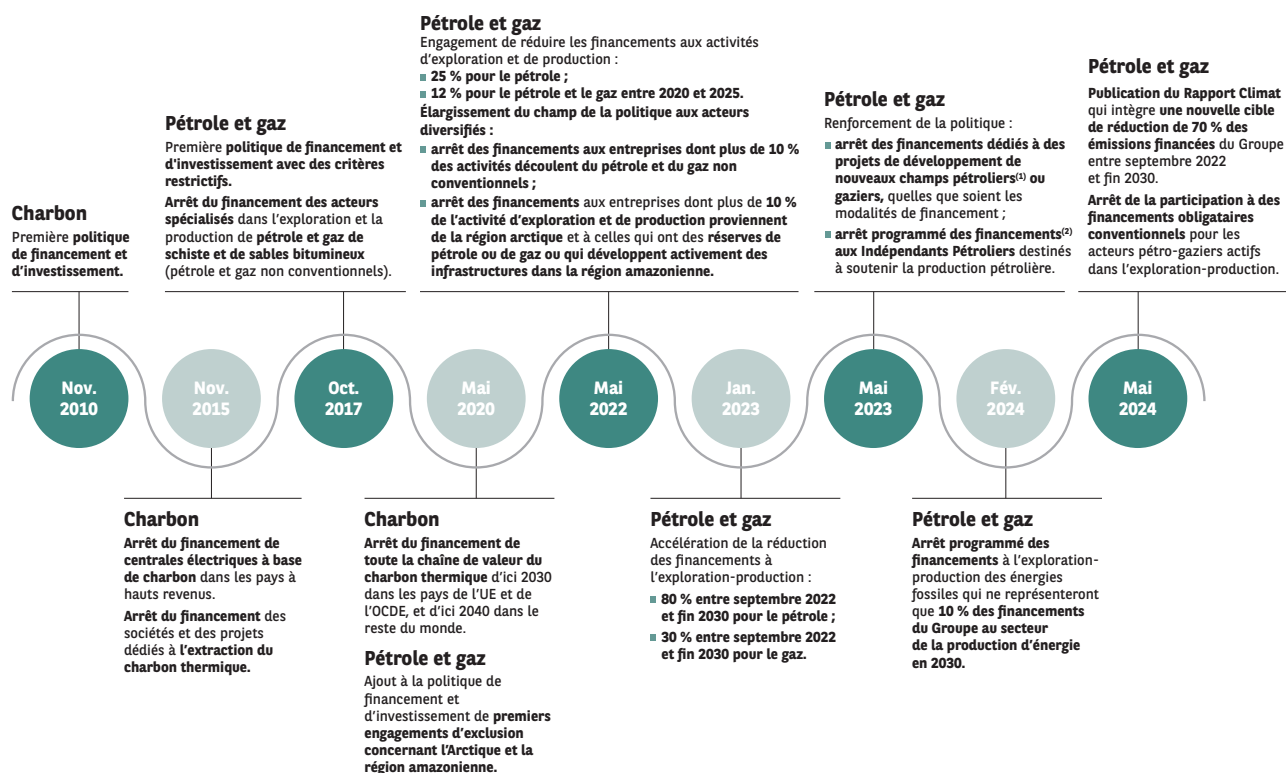 Charbon
Première politique
de financement et
d'investissement.
Nov.
2010
Charbon
Arrêt du financement de
centrales électriques à base
de charbon dans les pays à
hauts revenus.
Arrêt du financement des
sociétés et des projets
dédiés à l'extraction du
charbon thermique.
Nov.
2015
Pétrole et gaz
Première politique de financement et
d'investissement avec des critères
restrictifs.
Arrêt du financement des acteurs
spécialisés dans l'exploration et la
production de pétrole et gaz de
schiste et de sables bitumineux
(pétrole et gaz non conventionnels).
Oct.
2017
Charbon
Arrêt du financement de
toute la chaîne de valeur du
charbon thermique d'ici 2030
dans les pays de l'UE et de
l'OCDE, et d'ici 2040 dans le
reste du monde.
Pétrole et gaz
Ajout à la politique de
financement et
d'investissement de premiers
engagements d'exclusion
concernant l'Arctique et la
région amazonienne.
Mai
2020
Pétrole et gaz
Engagement de réduire les financements aux activités
d'exploration et de production :
25 % pour le pétrole ;
12 % pour le pétrole et le gaz entre 2020 et 2025.
Élargissement du champ de la politique aux acteurs
diversifiés :
arrêt des financements aux entreprises dont plus de 10 %
des activités découlent du pétrole et du gaz non
conventionnels ;
arrêt des financements aux entreprises dont plus de 10 %
de l'activité d'exploration et de production proviennent
de la région arctique et à celles qui ont des réserves de
pétrole ou de gaz ou qui développent activement des
infrastructures dans la région amazonienne.
Mai
2022
Pétrole et gaz
Accélération de la réduction
des financements à
l'exploration-production :
80 % entre septembre 2022
et fin 2030 pour le pétrole ;
30 % entre septembre 2022
et fin 2030 pour le gaz.
Jan.
2023
Pétrole et gaz
Renforcement de la politique :
arrêt des financements dédiés à des
projets de développement de
nouveaux champs pétroliers(1) ou
gaziers, quelles que soient les
modalités de financement ;
arrêt programmé des financements(2)
aux Indépendants Pétroliers destinés
à soutenir la production pétrolière.
Mai
2023
Pétrole et gaz
Arrêt programmé des
financements à l'exploration-
production des énergies
fossiles qui ne représenteront
que 10 % des financements
du Groupe au secteur
de la production d'énergie
en 2030.
Fév.
2024
Pétrole et gaz
Publication du Rapport Climat
qui intègre une nouvelle cible
de réduction de 70 % des
émissions financées du Groupe
entre septembre 2022
et fin 2030.
Arrêt de la participation à des
financements obligataires
conventionnels pour les
acteurs pétro-gaziers actifs
dans l'exploration-production.
Mai
2024